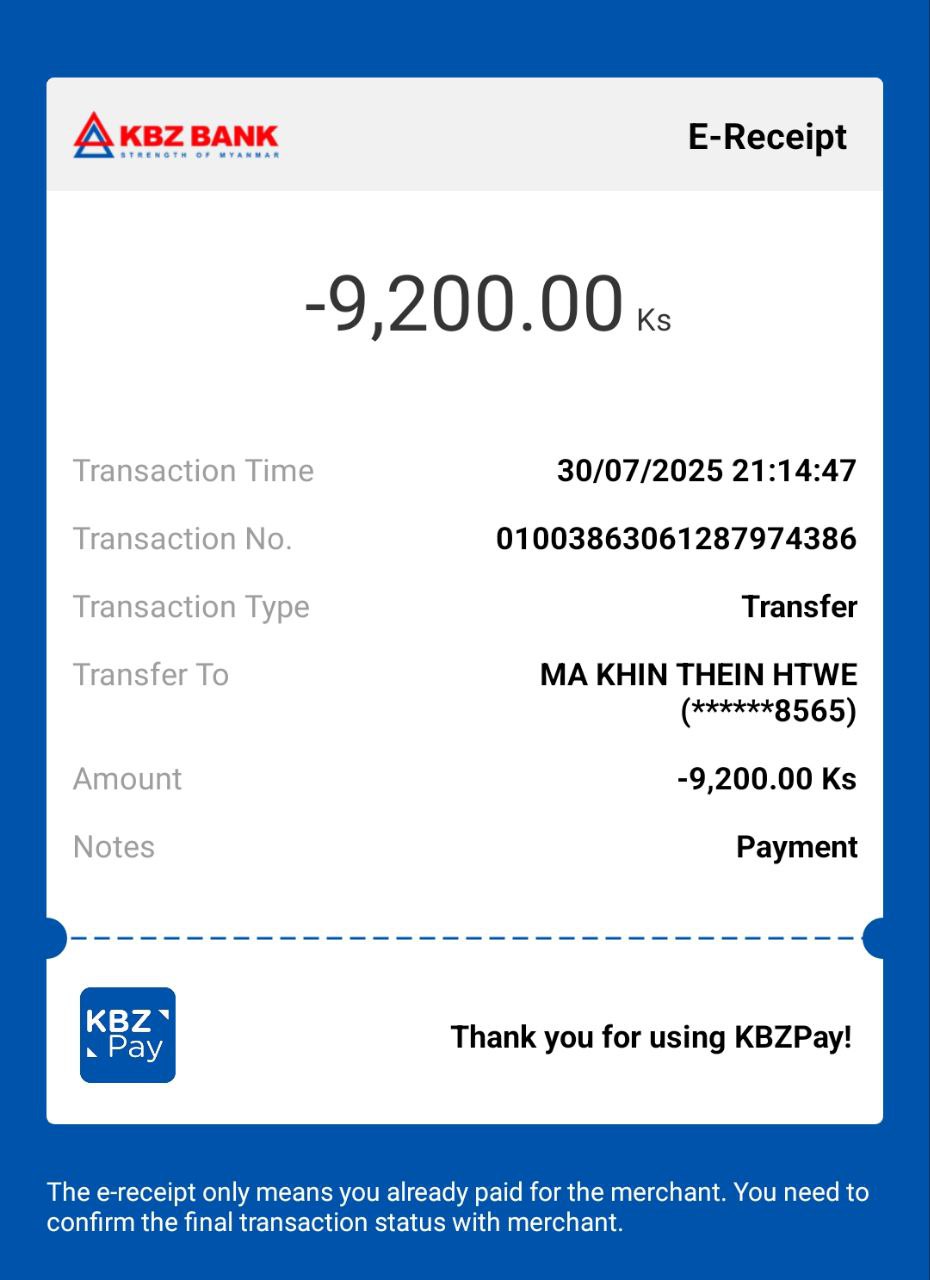 KBZ BANK
STRENGTH OF MYANMAR
E-Receipt
-9,200.00 Ks
Transaction Time 30/07/2025 21:14:47
Transaction No. 01003863061287974386
Transaction Type Transfer
Transfer To MA KHIN THEIN HTWE
(******8565)
Amount -9,200.00 Ks
Notes Payment
KBZ
Pay
Thank you for using KBZPay!
The e-receipt only means you already paid for the merchant. You need to
confirm the final transaction status with merchant.